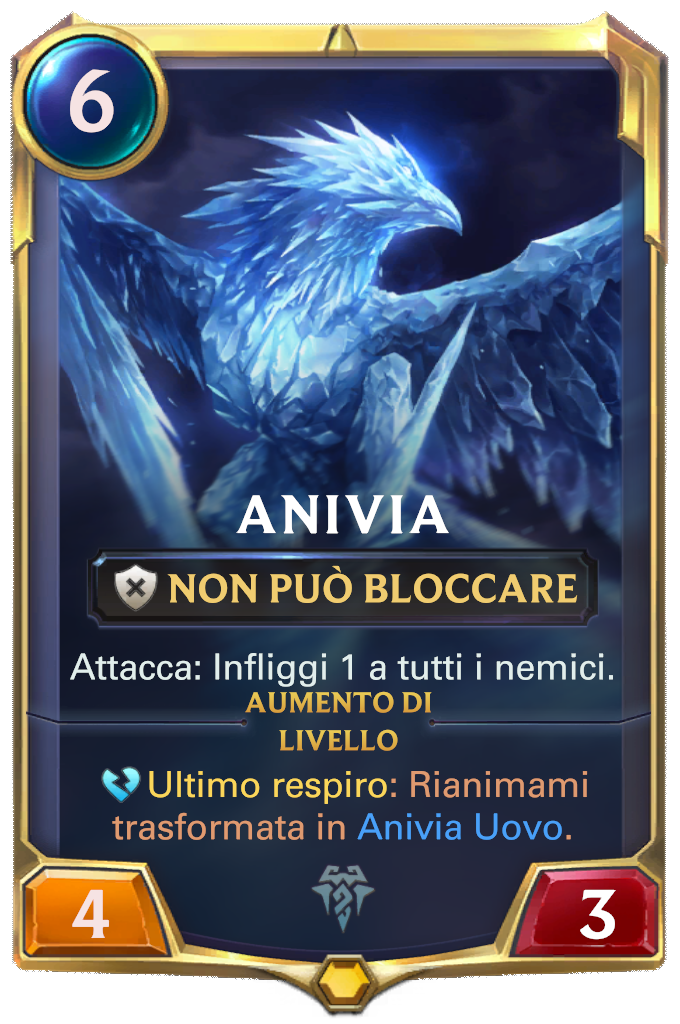 6
ANIVIA
NON PUÒ BLOCCARE
Attacca: Infliggi 1 a tutti i nemici.
AUMENTO DI
LIVELLO
Ultimo respiro: Rianimami
trasformata in Anivia Uovo.
4
3